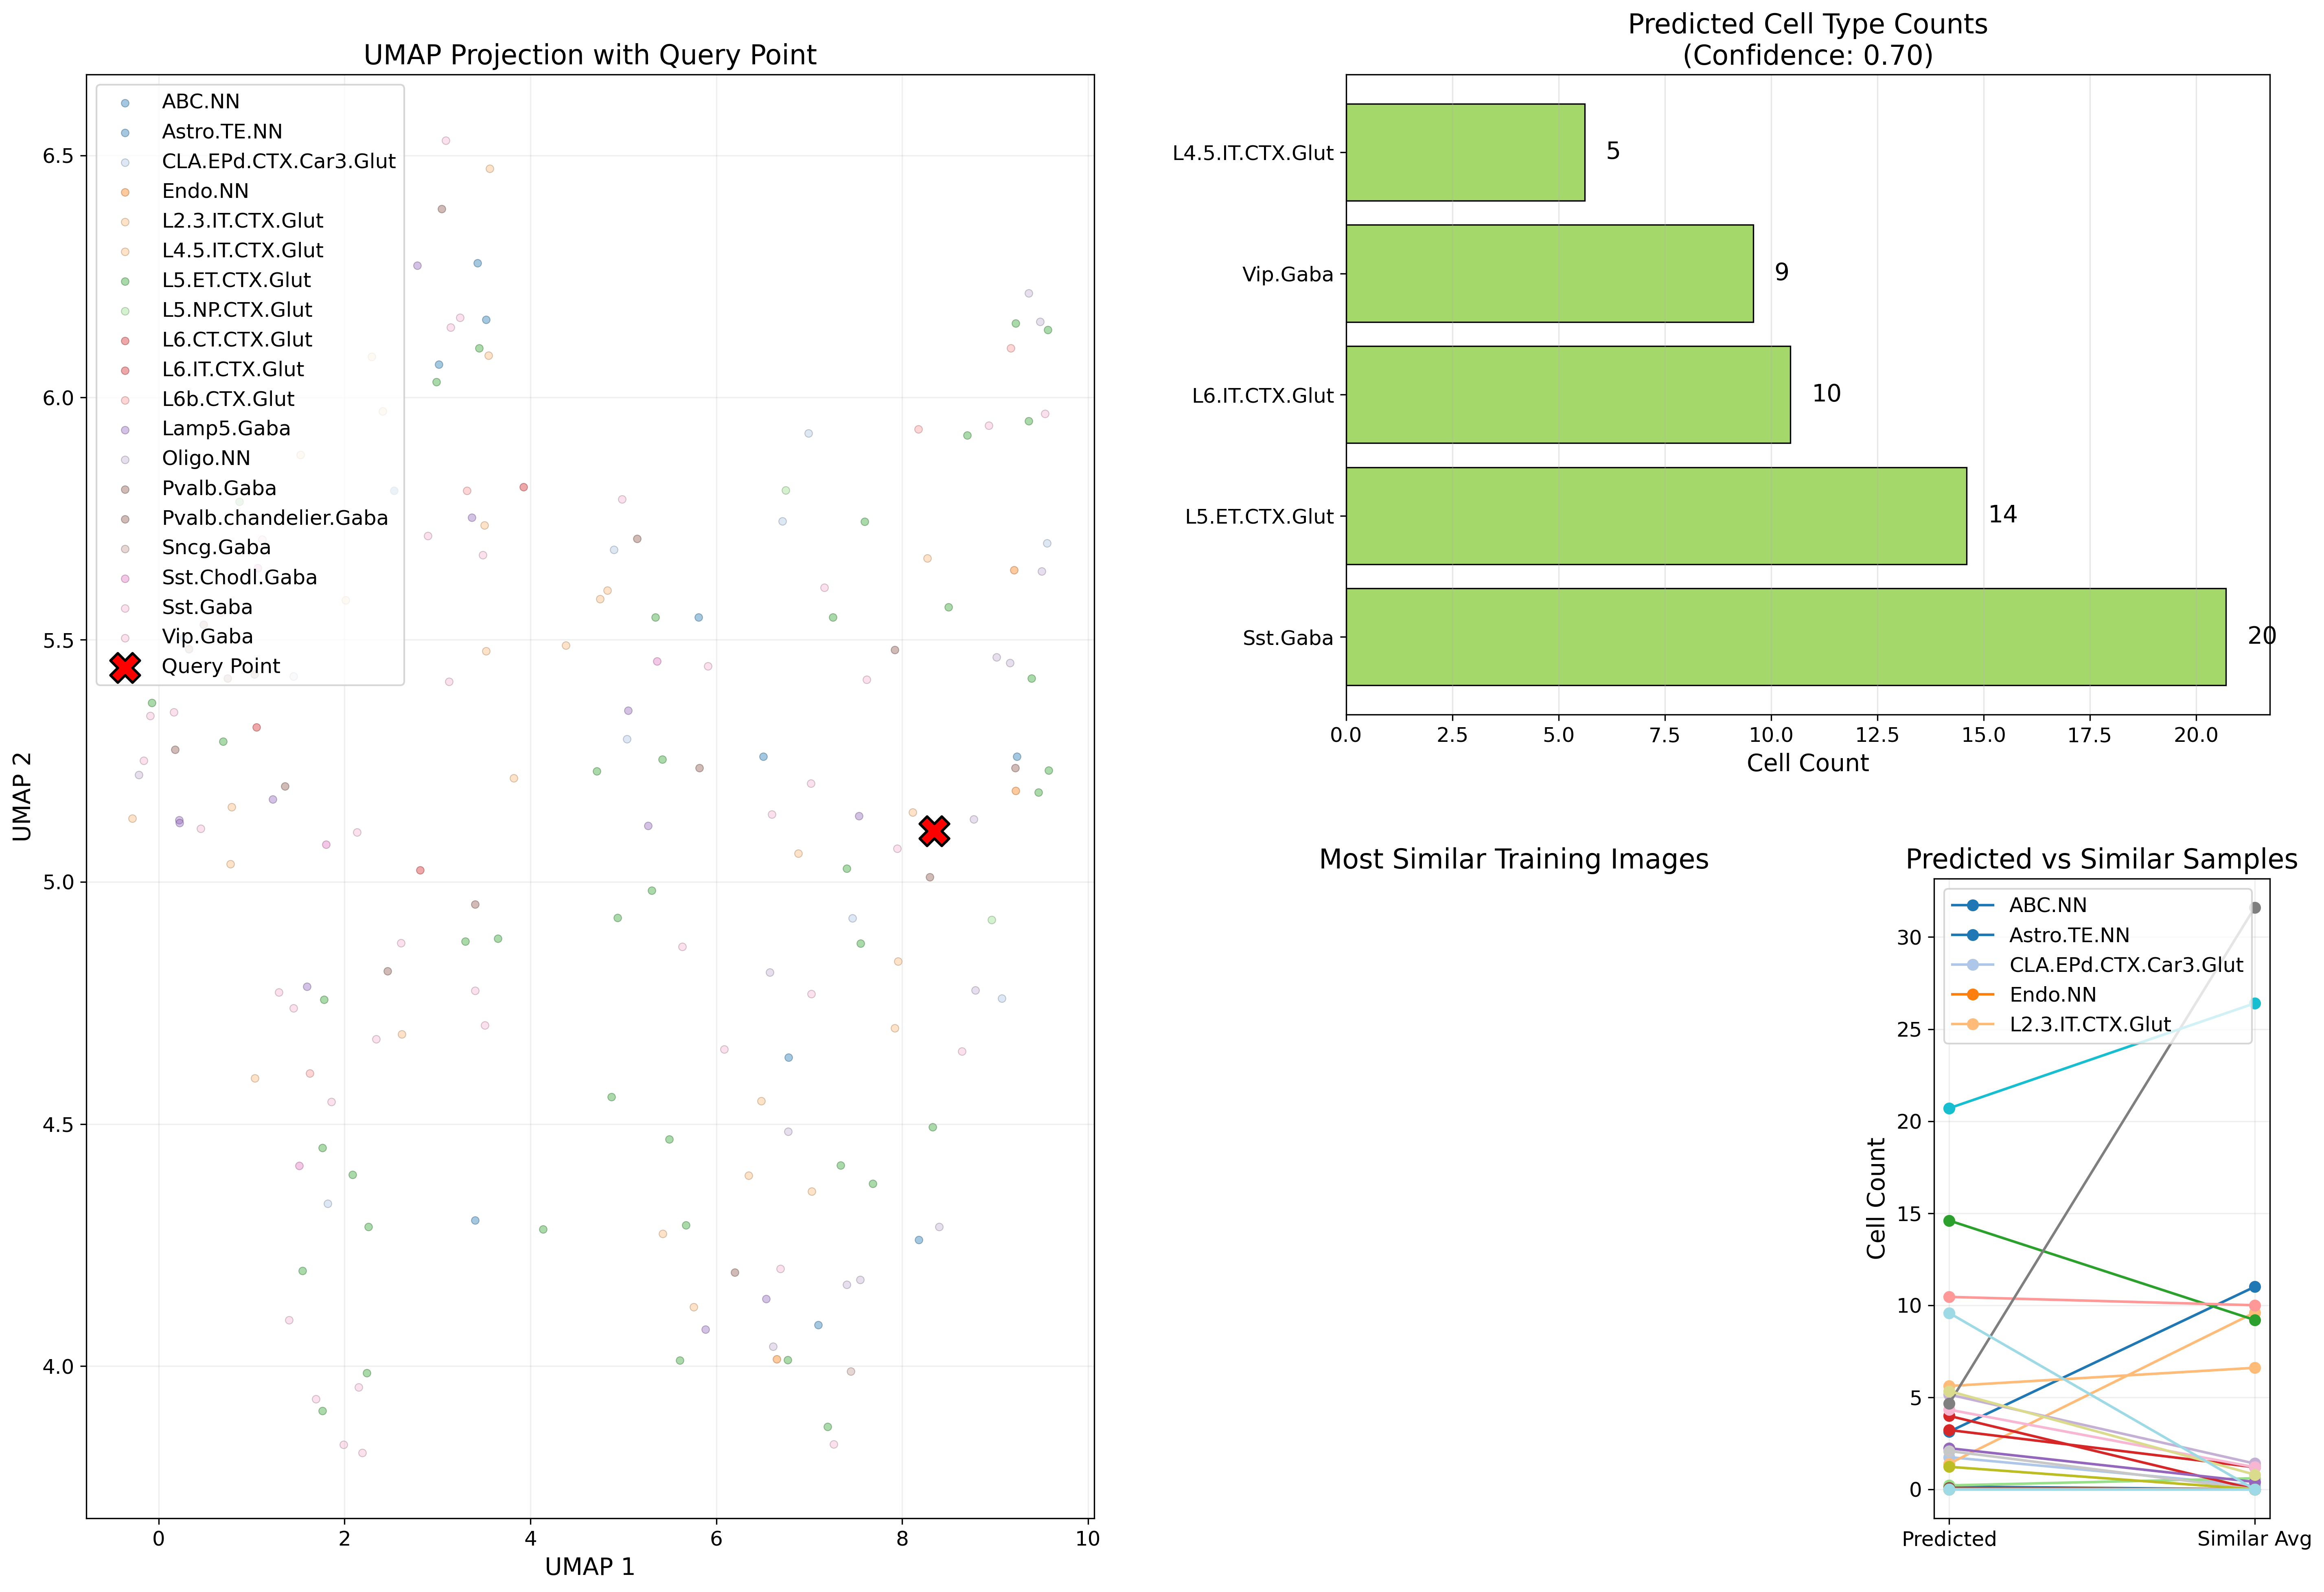 UMAP Projection with Query Point
ABC.NN
Astro.TE.NN
CLA.EPd.CTX.Car3.Glut
Endo.NN
L2.3.IT.CTX.Glut
L4.5.IT.CTX.Glut
L5.ET.CTX.Glut
L5.NP.CTX.Glut
L6.CT.CTX.Glut
L6.IT.CTX.Glut
L6b.CTX.Glut
Lamp5.Gaba
Oligo.NN
Pvalb.Gaba
Pvalb.chandelier.Gaba
Sncg.Gaba
Sst.Chodl.Gaba
Sst.Gaba
Vip.Gaba
Query Point
6.5
6.0
5.5
5.0
4.5
4.0
UMAP 2
0 2 4 6 8 10
UMAP 1
Predicted Cell Type Counts
(Confidence: 0.70)
L4.5.IT.CTX.Glut 5
Vip.Gaba 9
L6.IT.CTX.Glut 10
L5.ET.CTX.Glut 14
Sst.Gaba 20
0.0 2.5 5.0 7.5 10.0 12.5 15.0 17.5 20.0
Cell Count
Most Similar Training Images
Predicted vs Similar Samples
ABC.NN
Astro.TE.NN
CLA.EPd.CTX.Car3.Glut
Endo.NN
L2.3.IT.CTX.Glut
30
25
20
15
10
5
0
Cell Count
Predicted Similar Avg